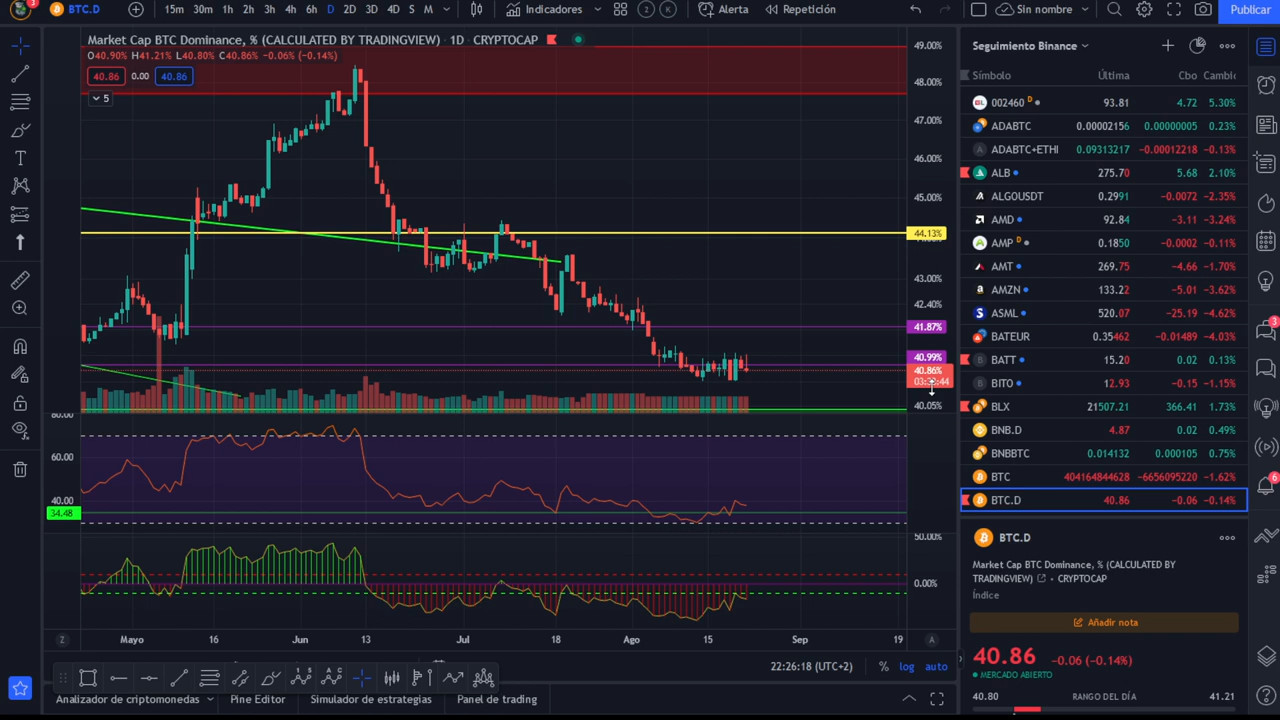 3 BTC.D 15m 30m 1h 2h 3h 4h 6h D 2D 3D 4D S M Indicadores 2 K Alerta Repetición Sin nombre Publicar
Market Cap BTC Dominance, % (CALCULATED BY TRADINGVIEW) 1D CRYPTOCAP
O40.90% H41.21% L40.80% C40.86% −0.06 (−0.14%)
40.86 0.00 40.86
5
49.00%
48.00%
47.00%
46.00%
45.00%
44.13%
43.00%
42.40%
41.87%
40.99%
40.86%
40.05%
80.00
60.00
40.00
34.48
50.00%
0.00%
Z Mayo 16 Jun 13 Jul 18 Ago 15 Sep 19 A
22:26:18 (UTC+2) % log auto
Analizador de criptomonedas Pine Editor Simulador de estrategias Panel de trading
Seguimiento Binance
Símbolo Última Cbo Cambic
002460 D 93.81 4.72 5.30%
ADABTC 0.00002156 0.00000005 0.23%
ADABTC+ETHI 0.09313217 −0.00012218 −0.13%
ALB 275.70 5.68 2.10%
ALGOUSDT 0.2991 −0.0072 −2.35%
AMD 92.84 −3.11 −3.24%
AMP D 0.1850 −0.0002 −0.11%
AMT 269.75 −4.66 −1.70%
AMZN 133.22 −5.01 −3.62%
ASML 520.07 −25.19 −4.62%
BATEUR 0.35462 −0.01489 −4.03%
BATT 15.20 0.02 0.13%
BITO 12.93 −0.15 −1.15%
BLX 21507.21 366.41 1.73%
BNB.D 4.87 0.02 0.49%
BNBBTC 0.014132 0.000105 0.75%
BTC 404164844628 −6656095220 −1.62%
BTC.D 40.86 −0.06 −0.14%
BTC.D
Market Cap BTC Dominance, % (CALCULATED BY
TRADINGVIEW) • CRYPTOCAP
Índice
Añadir nota
40.86 −0.06 (−0.14%)
MERCADO ABIERTO
40.80 RANGO DEL DÍA 41.21
3
6